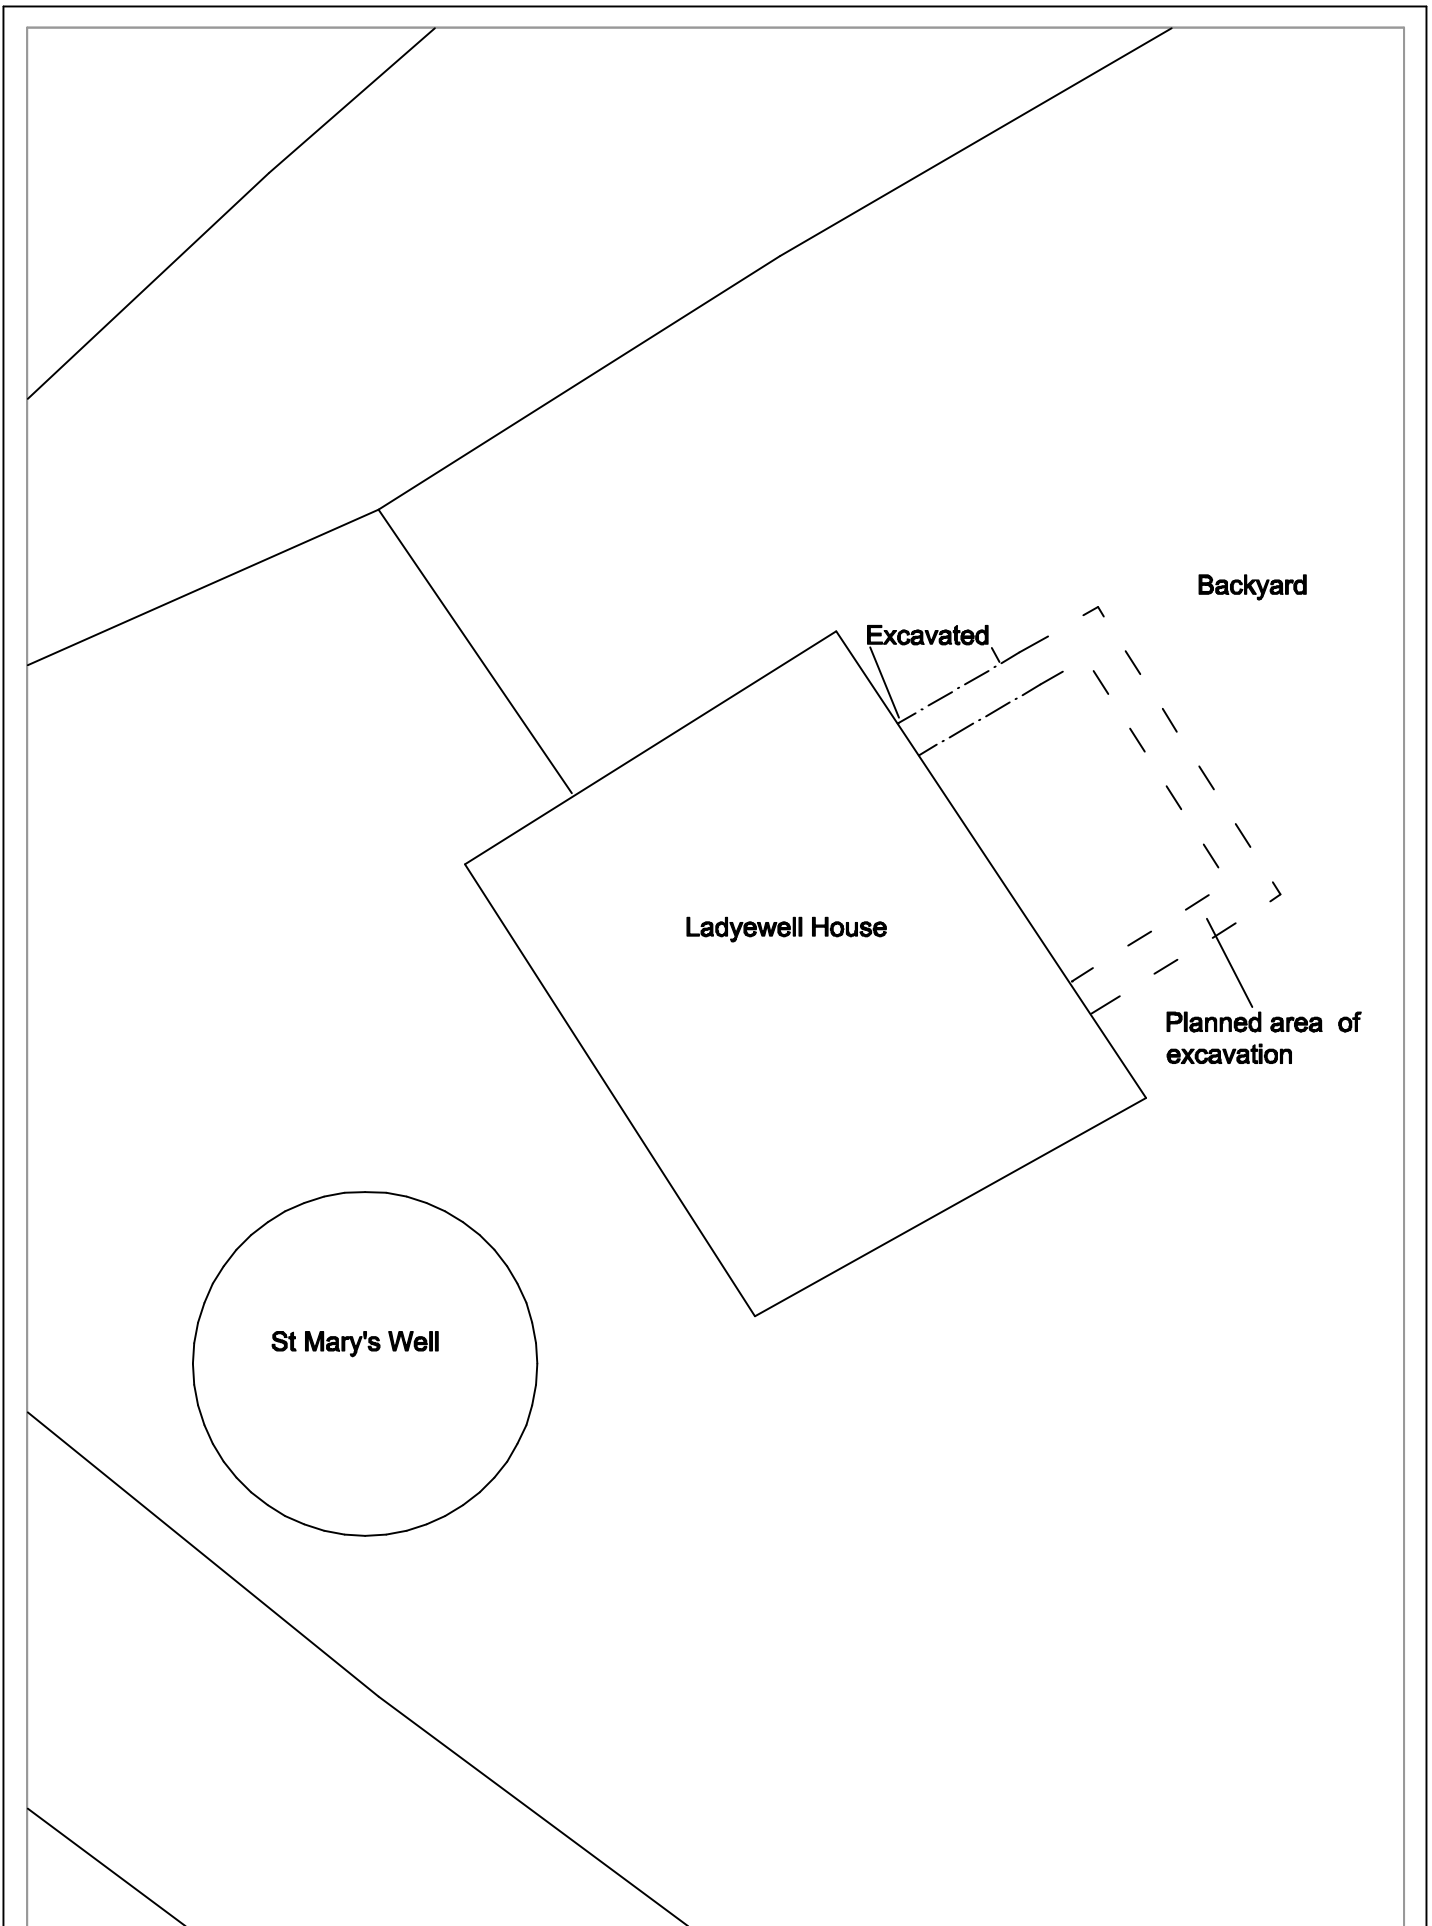 Backyard
Excavated
Ladyewell House
Planned area of
excavation
St Mary's Well